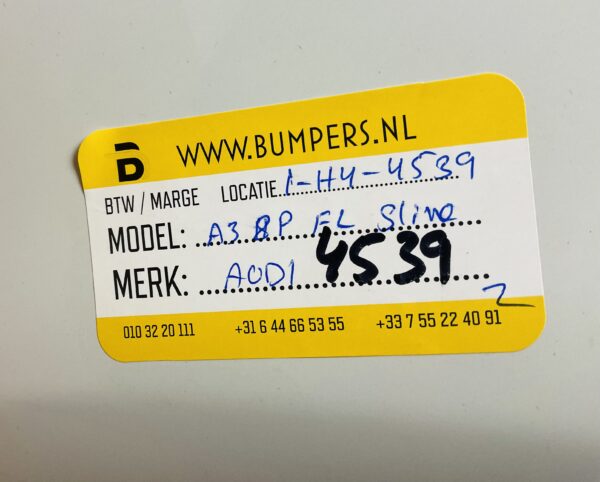 B WWW.BUMPERS.NL
BTW / MARGE LOCATIE 1-H4-4539
MODEL: A3 8P FL Sline
MERK: AUDI 4539
2
010 32 20 111 +31 6 44 66 53 55 +33 7 55 22 40 91